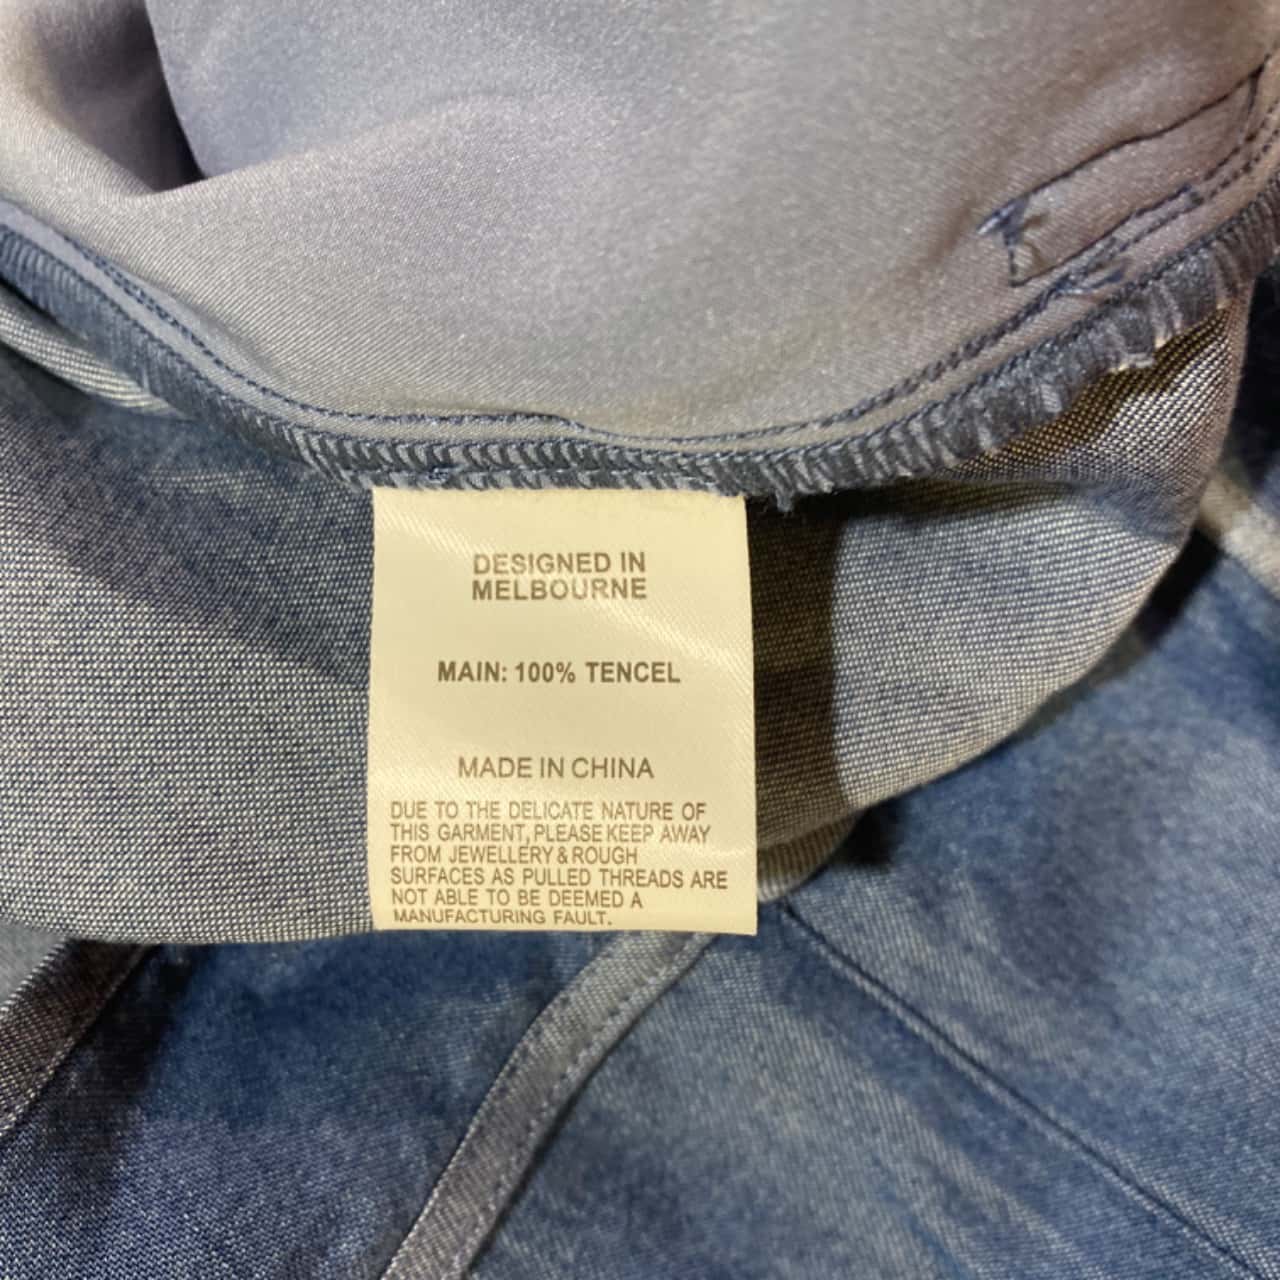 DESIGNED IN
MELBOURNE
MAIN: 100% TENCEL
MADE IN CHINA
DUE TO THE DELICATE NATURE OF
THIS GARMENT, PLEASE KEEP AWAY
FROM JEWELLERY & ROUGH
SURFACES AS PULLED THREADS ARE
NOT ABLE TO BE DEEMED A
MANUFACTURING FAULT.